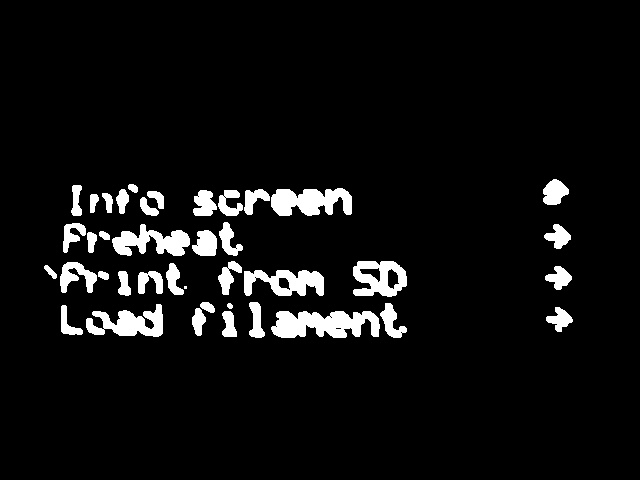 Info screen ↑
Preheat →
Print from SD →
Load filament →